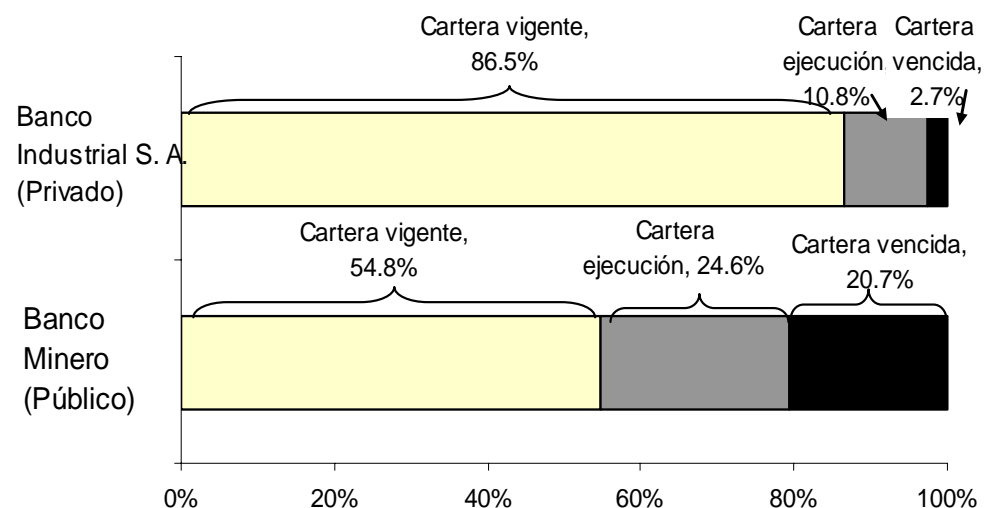 Cartera vigente,
86.5%
Cartera
ejecución
10.8%
Cartera
vencida,
2.7%
Banco
Industrial S. A.
(Privado)
Cartera vigente,
54.8%
Cartera
ejecución, 24.6%
Cartera vencida,
20.7%
Banco
Minero
(Público)
0% 20% 40% 60% 80% 100%